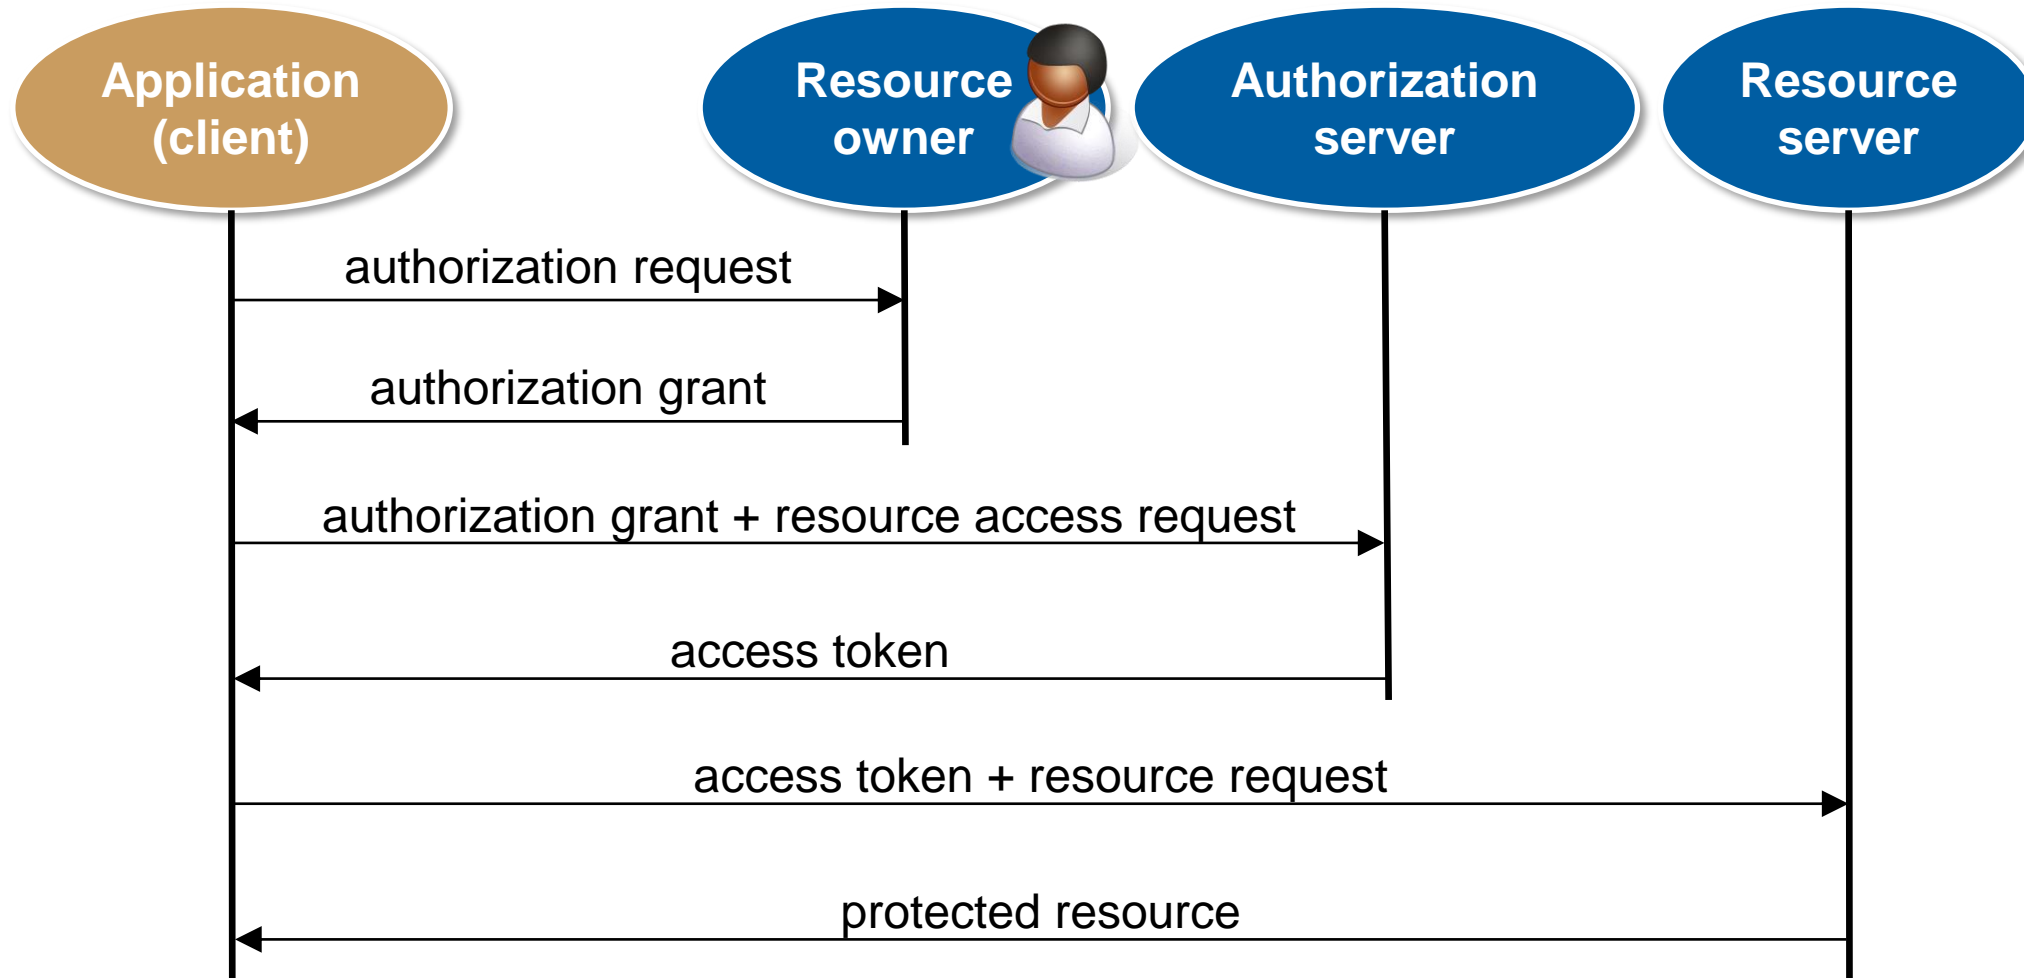 Application
(client)
Resource
owner
Authorization
server
Resource
server
authorization request
authorization grant
authorization grant + resource access request
access token
access token + resource request
protected resource